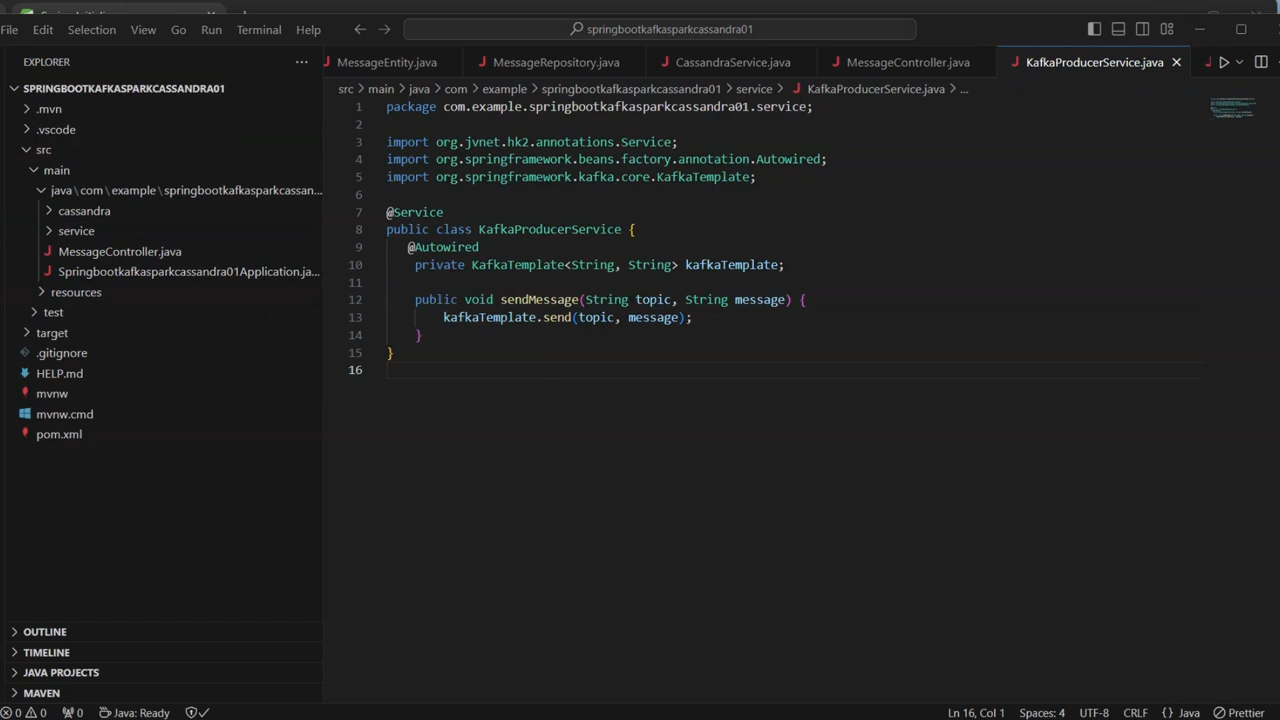 File Edit Selection View Go Run Terminal Help springbootkafkasparkcassandra01
EXPLORER
SPRINGBOOTKAFKASPARKCASSANDRA01
.mvn
.vscode
src
main
java\com\example\springbootkafkasparkcassan...
cassandra
service
MessageController.java
Springbootkafkasparkcassandra01Application.ja...
resources
test
target
.gitignore
HELP.md
mvnw
mvnw.cmd
pom.xml
OUTLINE
TIMELINE
JAVA PROJECTS
MAVEN
MessageEntity.java MessageRepository.java CassandraService.java MessageController.java KafkaProducerService.java
src > main > java > com > example > springbootkafkasparkcassandra01 > service > KafkaProducerService.java > ...
1 package com.example.springbootkafkasparkcassandra01.service;
2
3 import org.jvnet.hk2.annotations.Service;
4 import org.springframework.beans.factory.annotation.Autowired;
5 import org.springframework.kafka.core.KafkaTemplate;
6
7 @Service
8 public class KafkaProducerService {
9 @Autowired
10 private KafkaTemplate<String, String> kafkaTemplate;
11
12 public void sendMessage(String topic, String message) {
13 kafkaTemplate.send(topic, message);
14 }
15 }
16
0 0 0 Java: Ready Ln 16, Col 1 Spaces: 4 UTF-8 CRLF {} Java Prettier